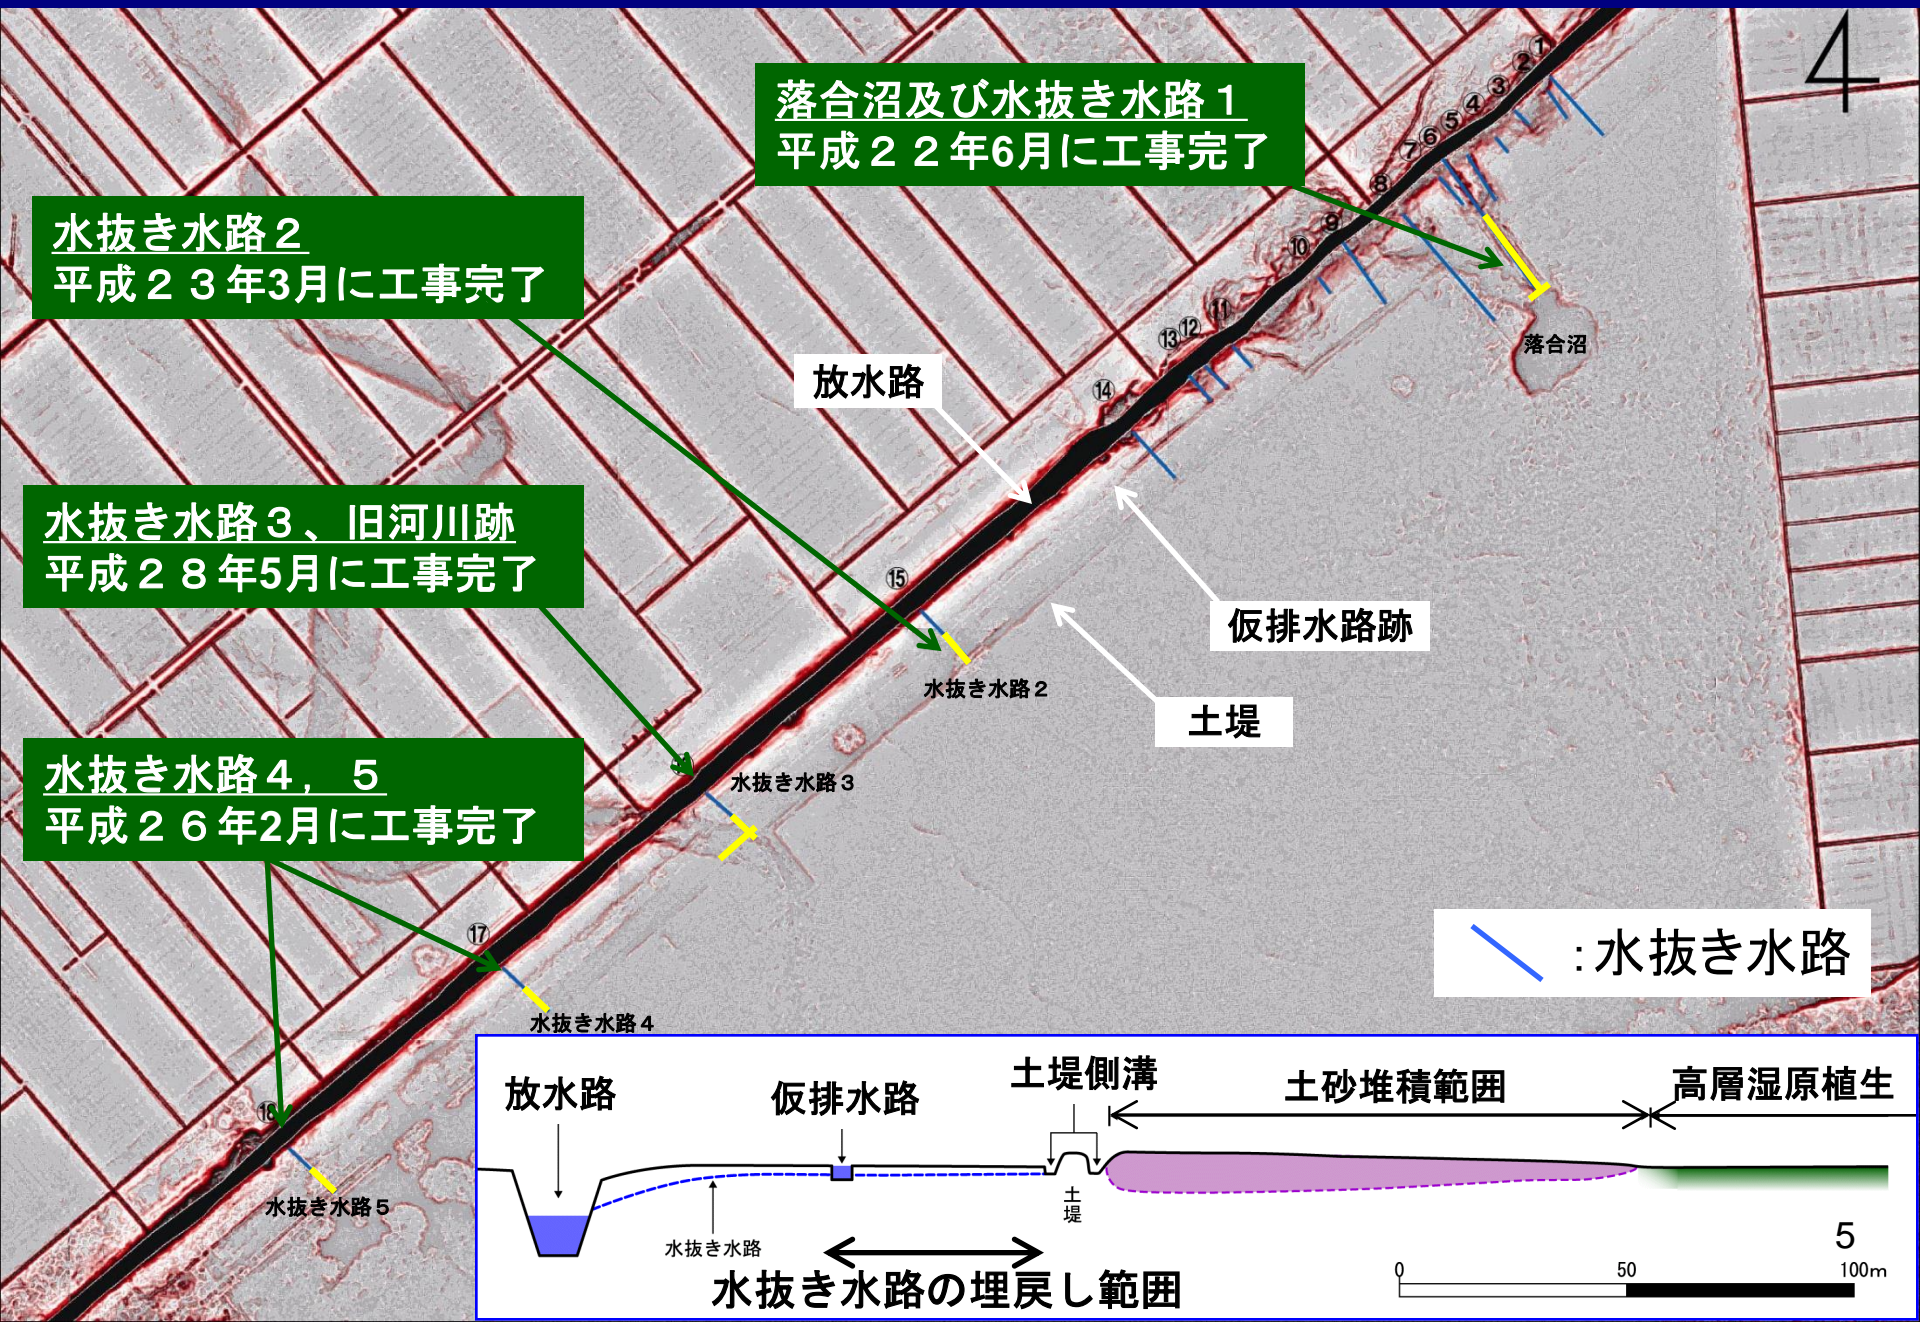 落合沼及び水抜き水路１
平成２２年6月に工事完了
水抜き水路２
平成２３年3月に工事完了
水抜き水路３、旧河川跡
平成２８年5月に工事完了
水抜き水路４，５
平成２６年2月に工事完了
①
②
③
④
⑤
⑥
⑦
⑧
⑨
⑩
⑪
⑫
⑬
⑭
⑮
⑰
⑱
落合沼
放水路
仮排水路跡
土堤
水抜き水路２
水抜き水路３
水抜き水路４
水抜き水路５
：水抜き水路
放水路
仮排水路
土堤側溝
土砂堆積範囲
高層湿原植生
土堤
水抜き水路
水抜き水路の埋戻し範囲
5
0 50 100m